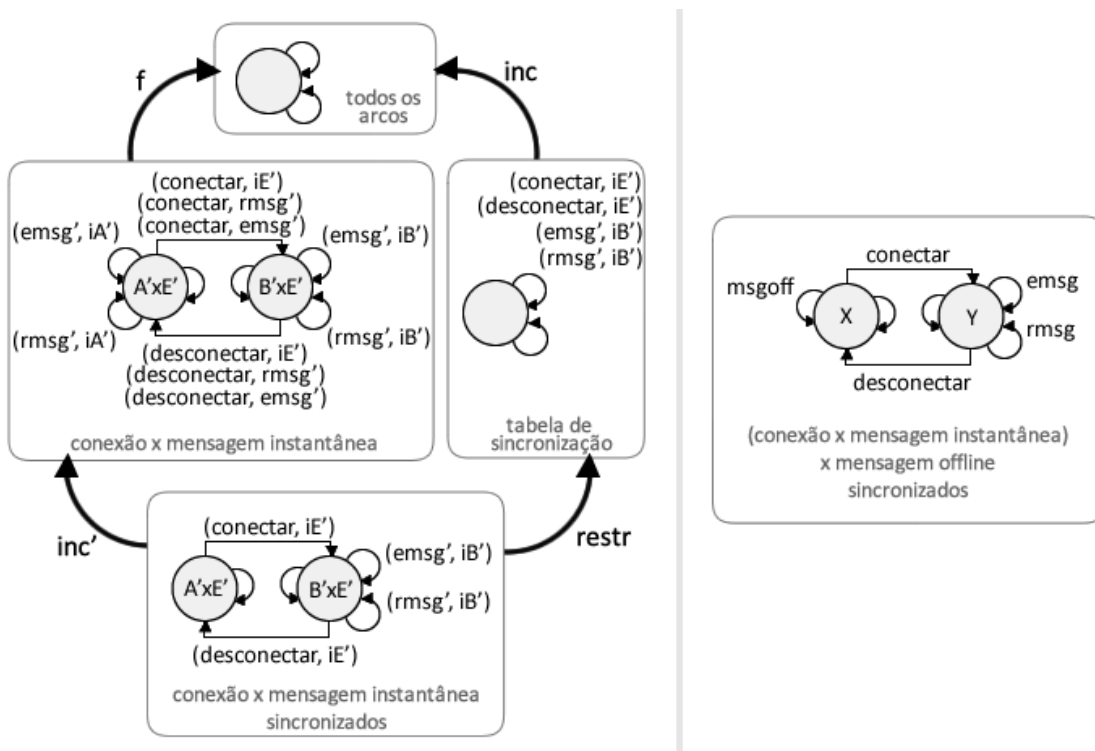 f
inc
todos os
arcos
(conectar, iE’)
(conectar, rmsg’)
(conectar, emsg’)
(emsg’, iA’)
(emsg’, iB’)
A’xE’
B’xE’
(rmsg’, iA’)
(rmsg’, iB’)
(desconectar, iE’)
(desconectar, rmsg’)
(desconectar, emsg’)
conexão x mensagem instantânea
(conectar, iE’)
(desconectar, iE’)
(emsg’, iB’)
(rmsg’, iB’)
tabela de
sincronização
inc’
restr
(conectar, iE’)
(emsg’, iB’)
A’xE’
B’xE’
(rmsg’, iB’)
(desconectar, iE’)
conexão x mensagem instantânea
sincronizados
conectar
msgoff
emsg
X
Y
rmsg
desconectar
(conexão x mensagem instantânea)
x mensagem offline
sincronizados